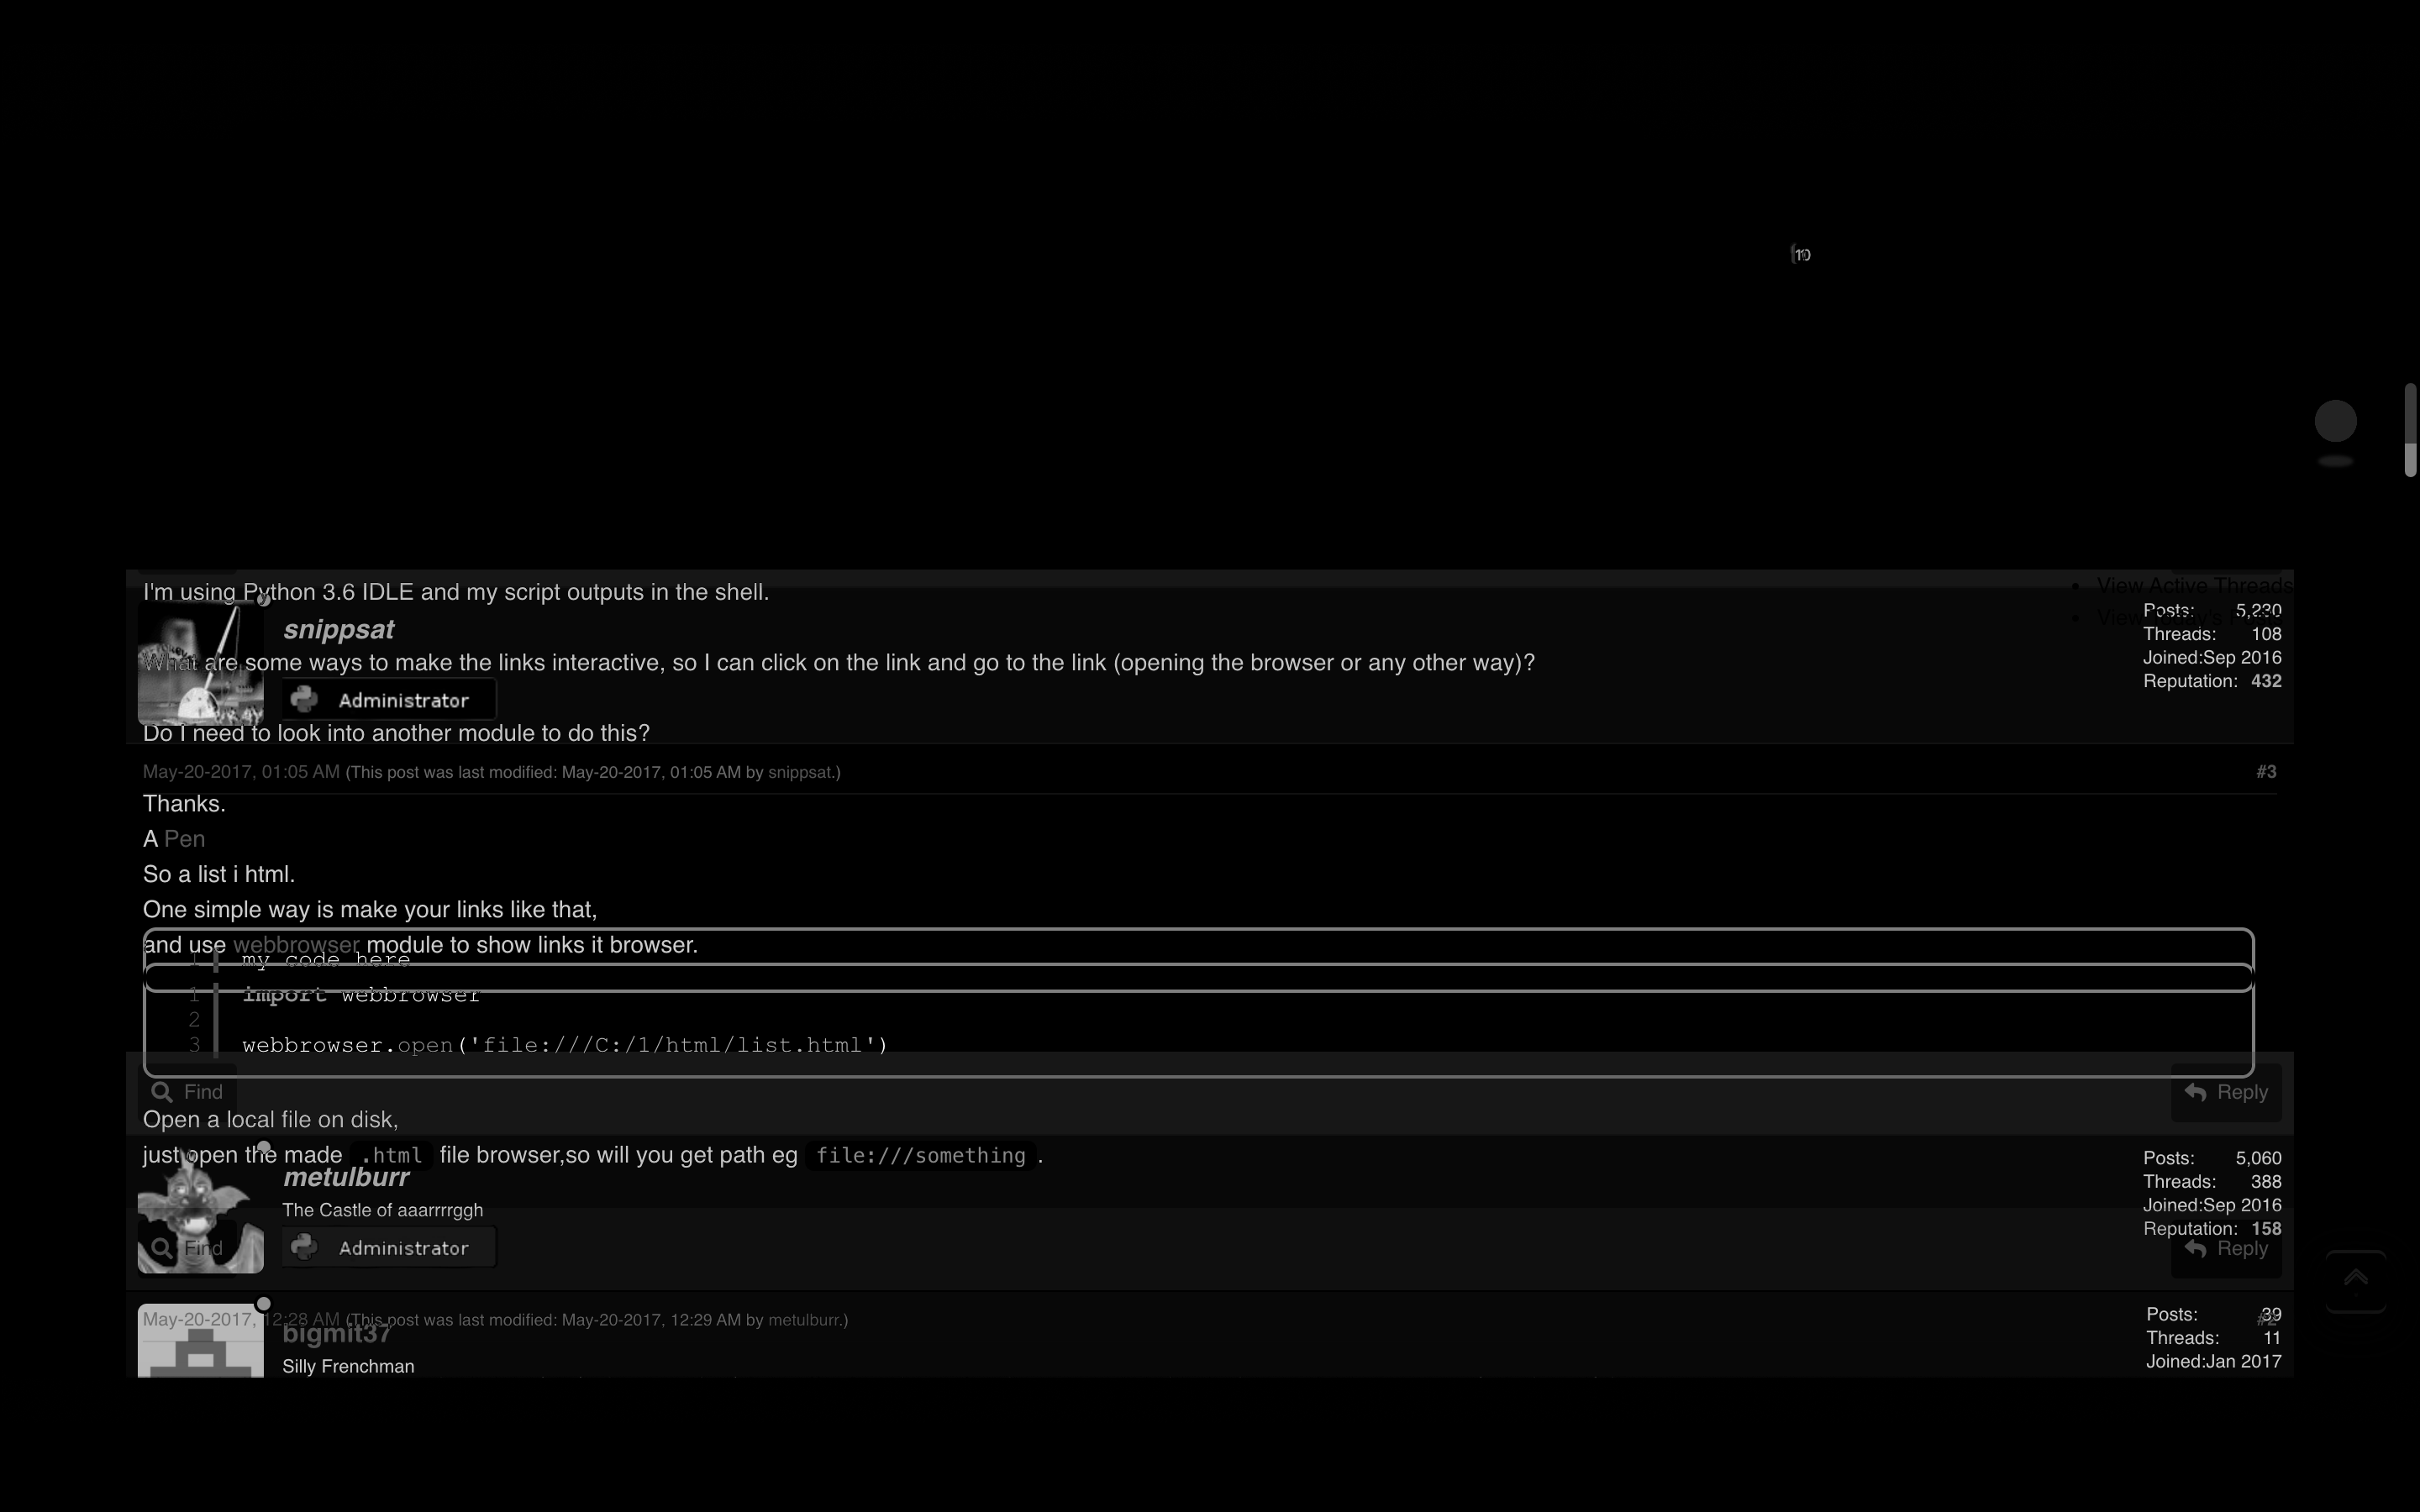 I'm using Python 3.6 IDLE and my script outputs in the shell.
View Active Threads
snippsat
Posts: 5,230
Threads: 108
Joined:Sep 2016
Reputation: 432
What are some ways to make the links interactive, so I can click on the link and go to the link (opening the browser or any other way)?
Administrator
Do I need to look into another module to do this?
May-20-2017, 01:05 AM (This post was last modified: May-20-2017, 01:05 AM by snippsat.)
#3
Thanks.
A Pen
So a list i html.
One simple way is make your links like that,
and use webbrowser module to show links it browser.
1 my code here
1 import webbrowser
2
3 webbrowser.open('file:///C:/1/html/list.html')
Find
Reply
Open a local file on disk,
just open the made .html file browser,so will you get path eg file:///something .
metulburr
The Castle of aaarrrrggh
Administrator
Posts: 5,060
Threads: 388
Joined:Sep 2016
Reputation: 158
Find
Reply
May-20-2017, 12:28 AM (This post was last modified: May-20-2017, 12:29 AM by metulburr.)
#2
bigmit37
Silly Frenchman
Posts: 39
Threads: 11
Joined:Jan 2017